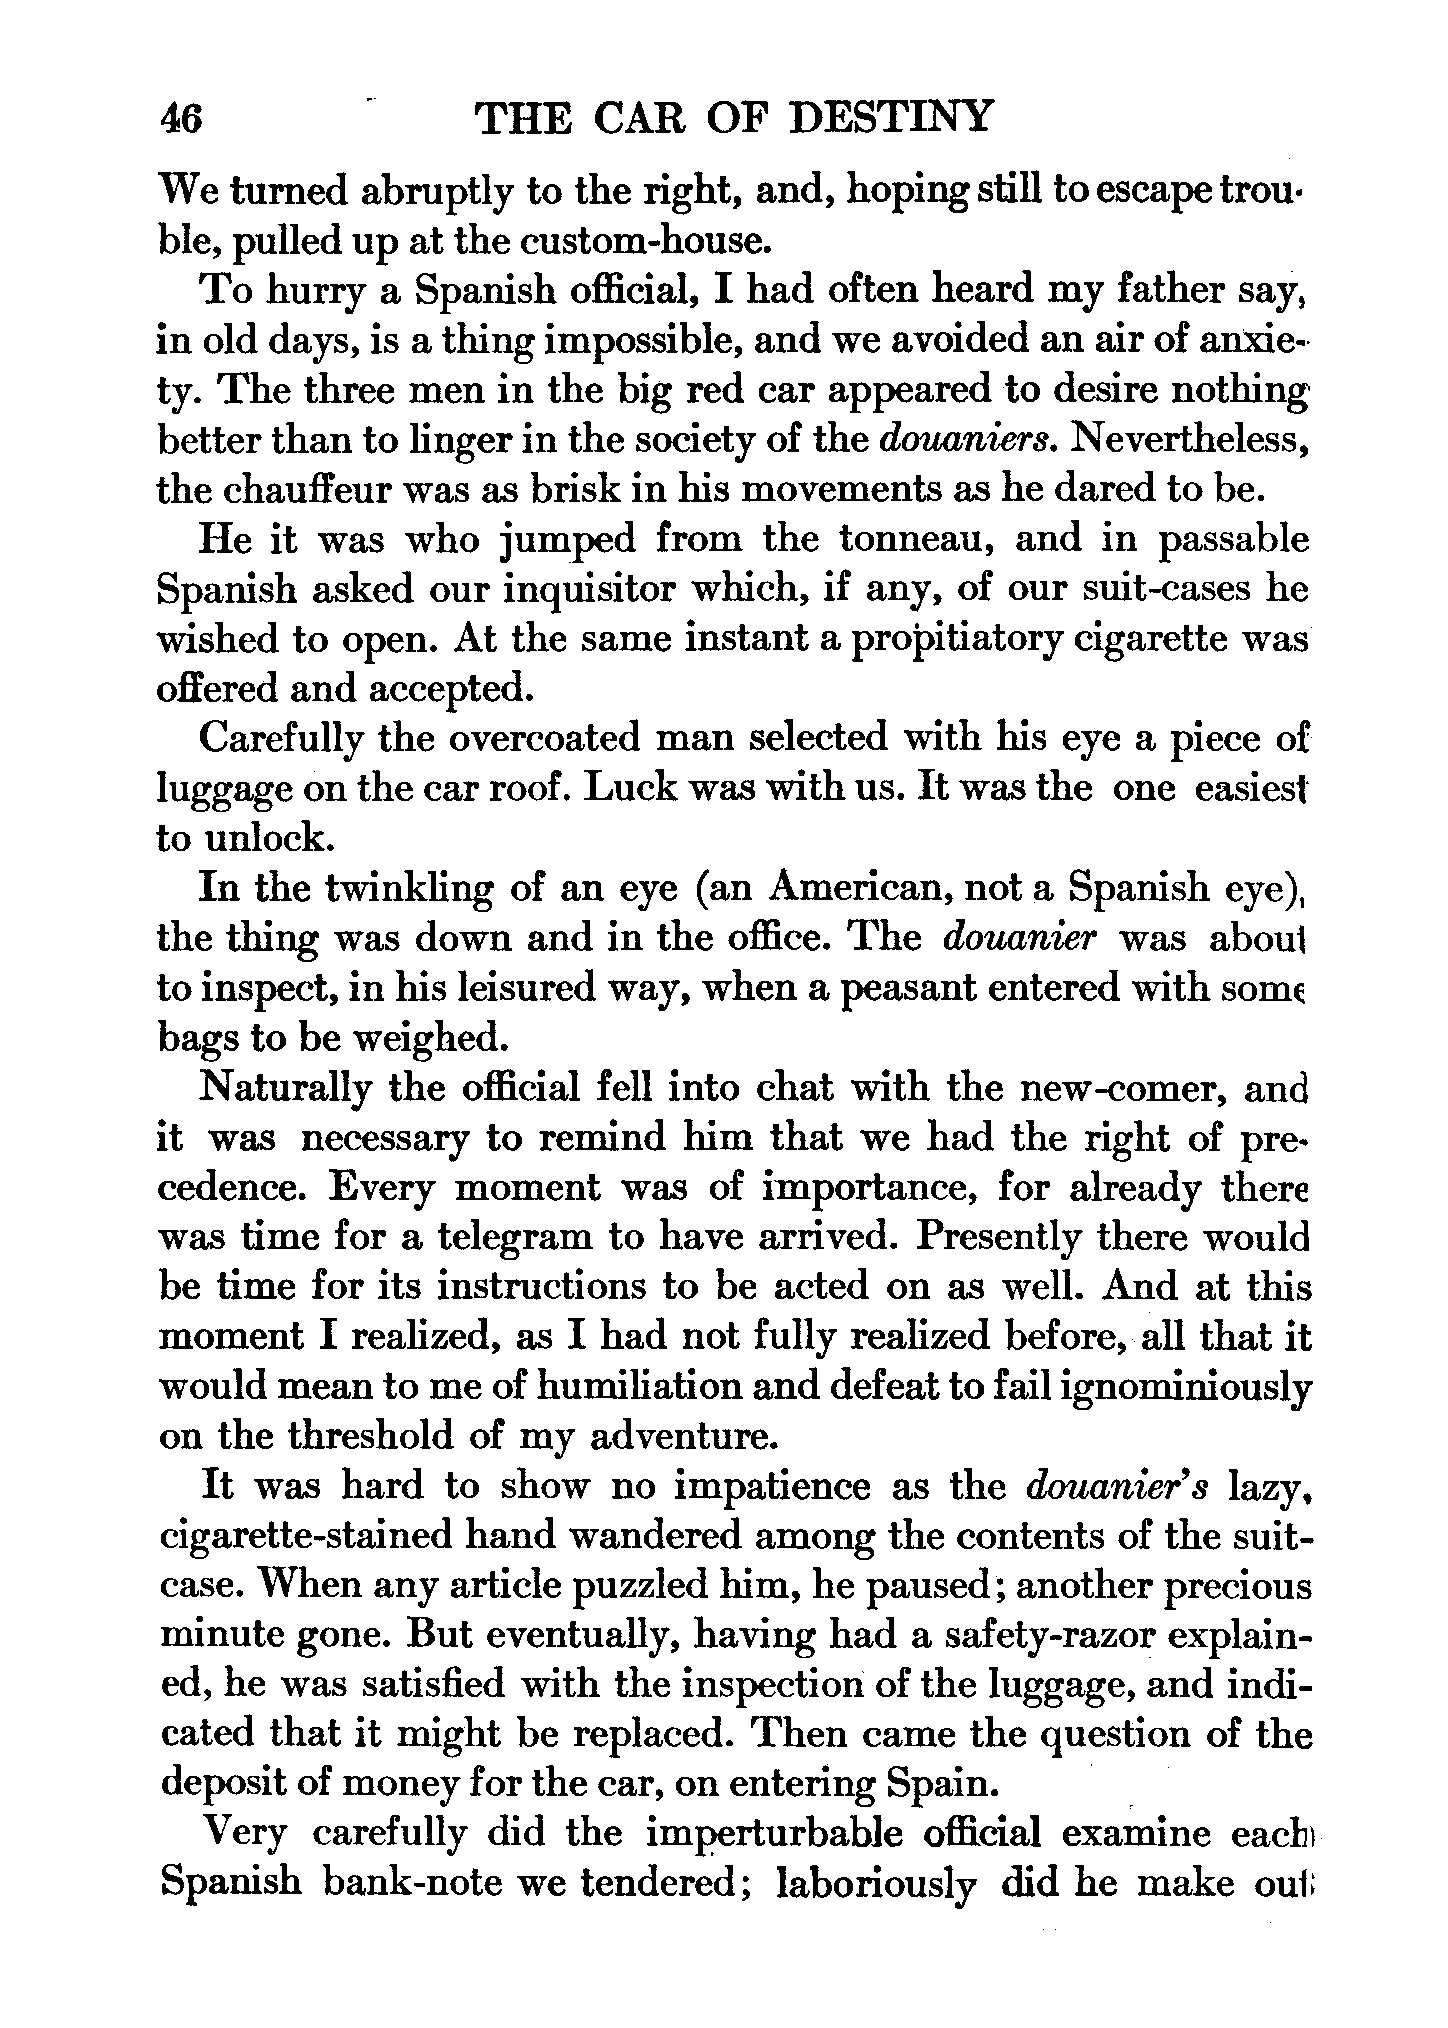 46 THE CAR OF DESTINY
We turned abruptly to the right, and, hoping still to escape trou-
ble, pulled up at the custom-house.
To hurry a Spanish official, I had often heard my father say,
in old days, is a thing impossible, and we avoided an air of anxie-
ty. The three men in the big red car appeared to desire nothing
better than to linger in the society of the douaniers. Nevertheless,
the chauffeur was as brisk in his movements as he dared to be.
He it was who jumped from the tonneau, and in passable
Spanish asked our inquisitor which, if any, of our suit-cases he
wished to open. At the same instant a propitiatory cigarette was
offered and accepted.
Carefully the overcoated man selected with his eye a piece of
luggage on the car roof. Luck was with us. It was the one easiest
to unlock.
In the twinkling of an eye (an American, not a Spanish eye),
the thing was down and in the office. The douanier was about
to inspect, in his leisured way, when a peasant entered with some
bags to be weighed.
Naturally the official fell into chat with the new-comer, and
it was necessary to remind him that we had the right of pre-
cedence. Every moment was of importance, for already there
was time for a telegram to have arrived. Presently there would
be time for its instructions to be acted on as well. And at this
moment I realized, as I had not fully realized before, all that it
would mean to me of humiliation and defeat to fail ignominiously
on the threshold of my adventure.
It was hard to show no impatience as the douanier's lazy,
cigarette-stained hand wandered among the contents of the suit-
case. When any article puzzled him, he paused; another precious
minute gone. But eventually, having had a safety-razor explain-
ed, he was satisfied with the inspection of the luggage, and indi-
cated that it might be replaced. Then came the question of the
deposit of money for the car, on entering Spain.
Very carefully did the imperturbable official examine each
Spanish bank-note we tendered; laboriously did he make out